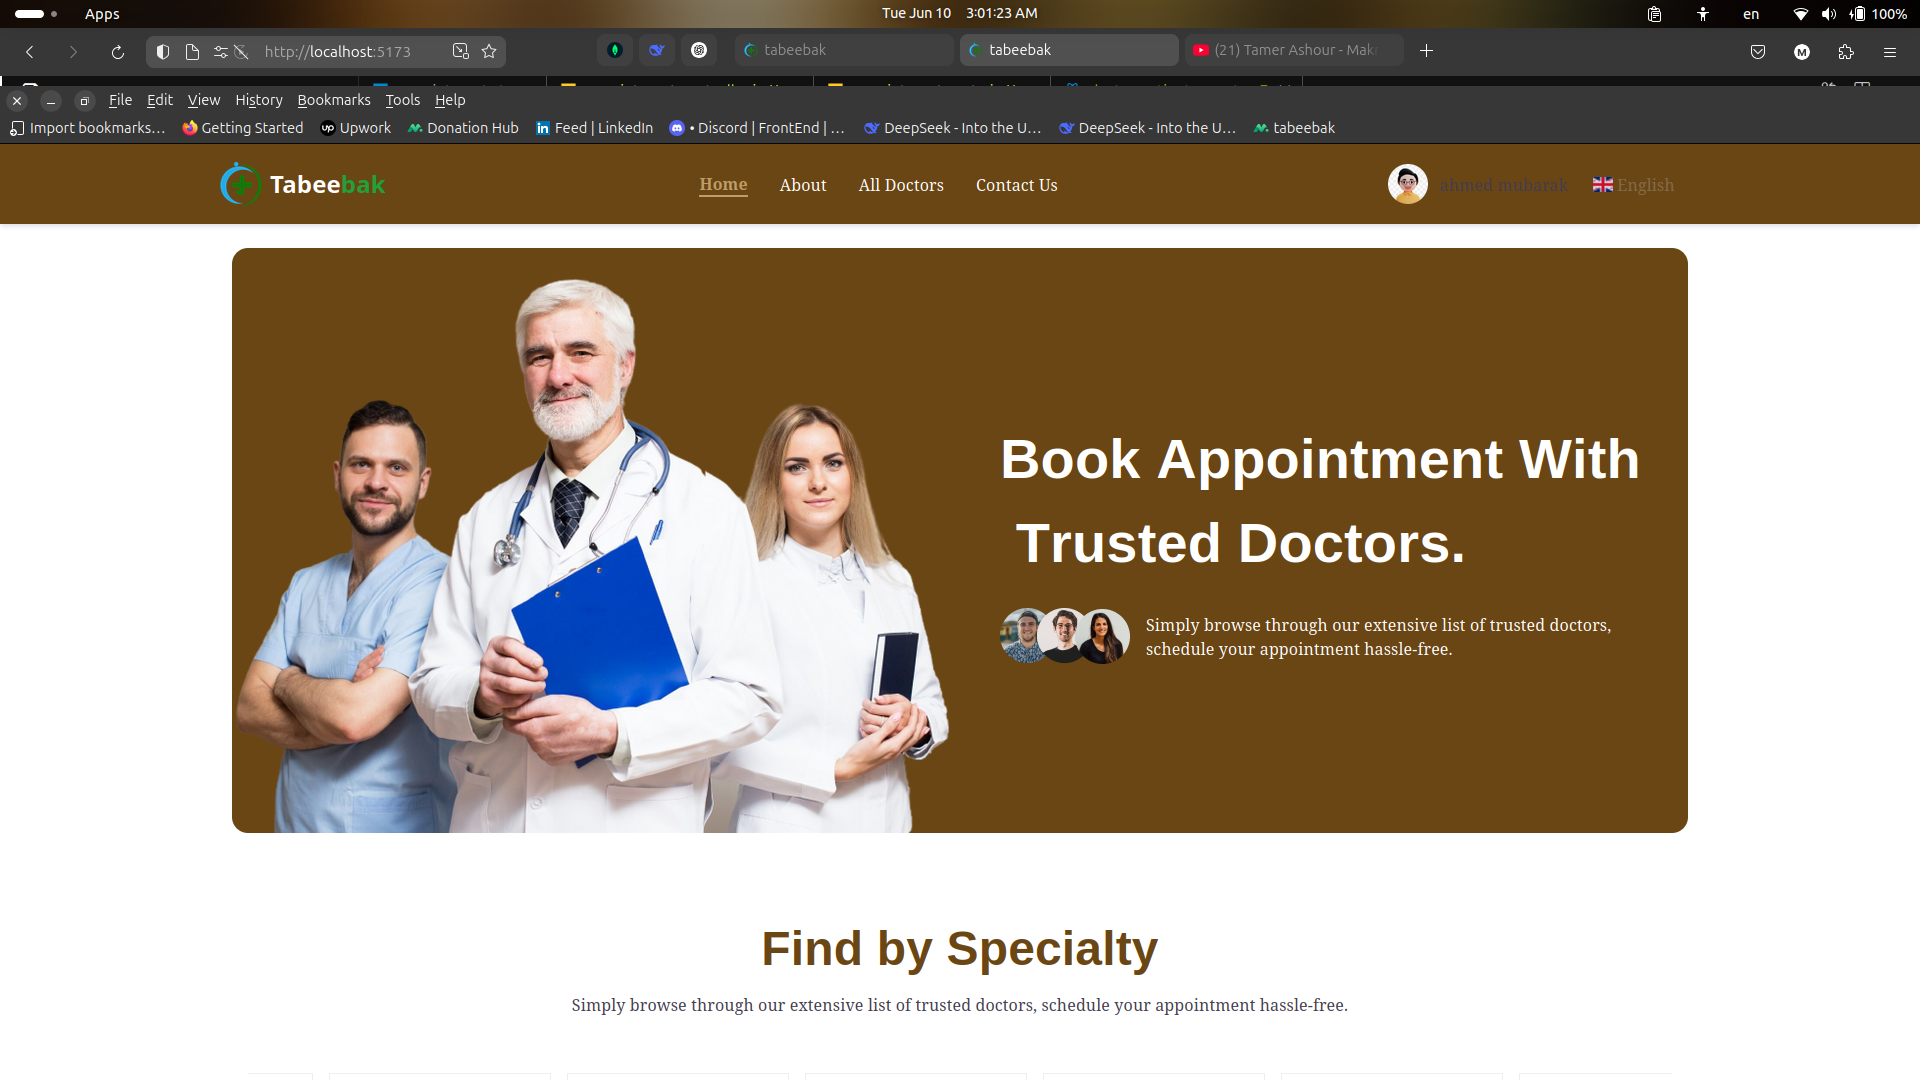 Apps
Tue Jun 10 3:01:23 AM
en
100%
http://localhost:5173
tabeebak
tabeebak
(21) Tamer Ashour - Mak
M
File Edit View History Bookmarks Tools Help
Import bookmarks…
Getting Started
up Upwork
Donation Hub
in Feed | LinkedIn
• Discord | FrontEnd | …
DeepSeek - Into the U…
DeepSeek - Into the U…
tabeebak
Tabeebak
Home
About
All Doctors
Contact Us
ahmed mubarak
English
Book Appointment With
Trusted Doctors.
Simply browse through our extensive list of trusted doctors,
schedule your appointment hassle-free.
Find by Specialty
Simply browse through our extensive list of trusted doctors, schedule your appointment hassle-free.